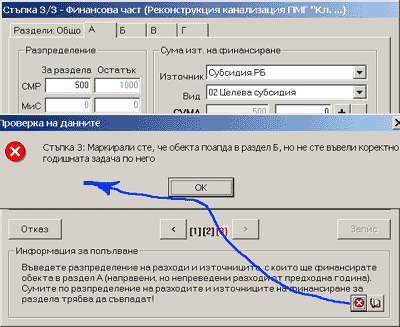 Стъпка 3/3 - Финансова част (Реконструкция канализация ПМГ "Кл. ...)
Раздели: Общо А Б В Г
Разпределение
За раздела Остатък
СМР 500 1000
МиС 0 0
Сума изт. на финансиране
Източник Субсидия РБ
Вид 02 Целева субсидия
СУМА 500 0 +
Проверка на данните
Стъпка 3: Маркирали сте, че обекта поапда в раздел Б, но не сте въвели коректно
годишната задача по него
OK
Отказ < [1][2][3] > Запис
Информация за попълване
Въведете разпределение на разходи и източниците, с които ще финансирате
обекта в раздел А (направени, но непреведени разходи от предходна година).
Сумите по разпределение на разходите и източниците на финансиране за
раздела трябва да съвпадат!